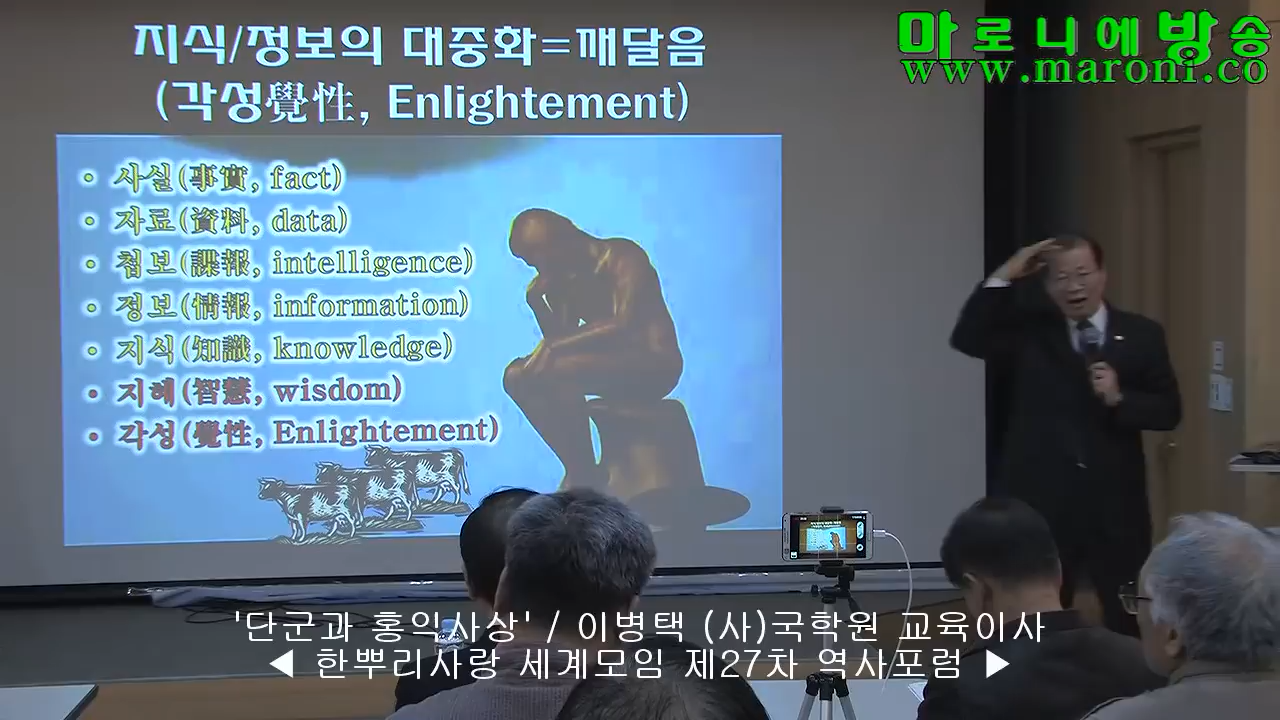 지식/정보의 대중화=깨달음
(각성覺性, Enlightement)
• 사실(事實, fact)
• 자료(資料, data)
• 첩보(諜報, intelligence)
• 정보(情報, information)
• 지식(知識, knowledge)
• 지혜(智慧, wisdom)
• 각성(覺性, Enlightement)
마로니에방송
www.maroni.co
'단군과 홍익사상' / 이병택 (사)국학원 교육이사
◀ 한뿌리사랑 세계모임 제27차 역사포럼 ▶